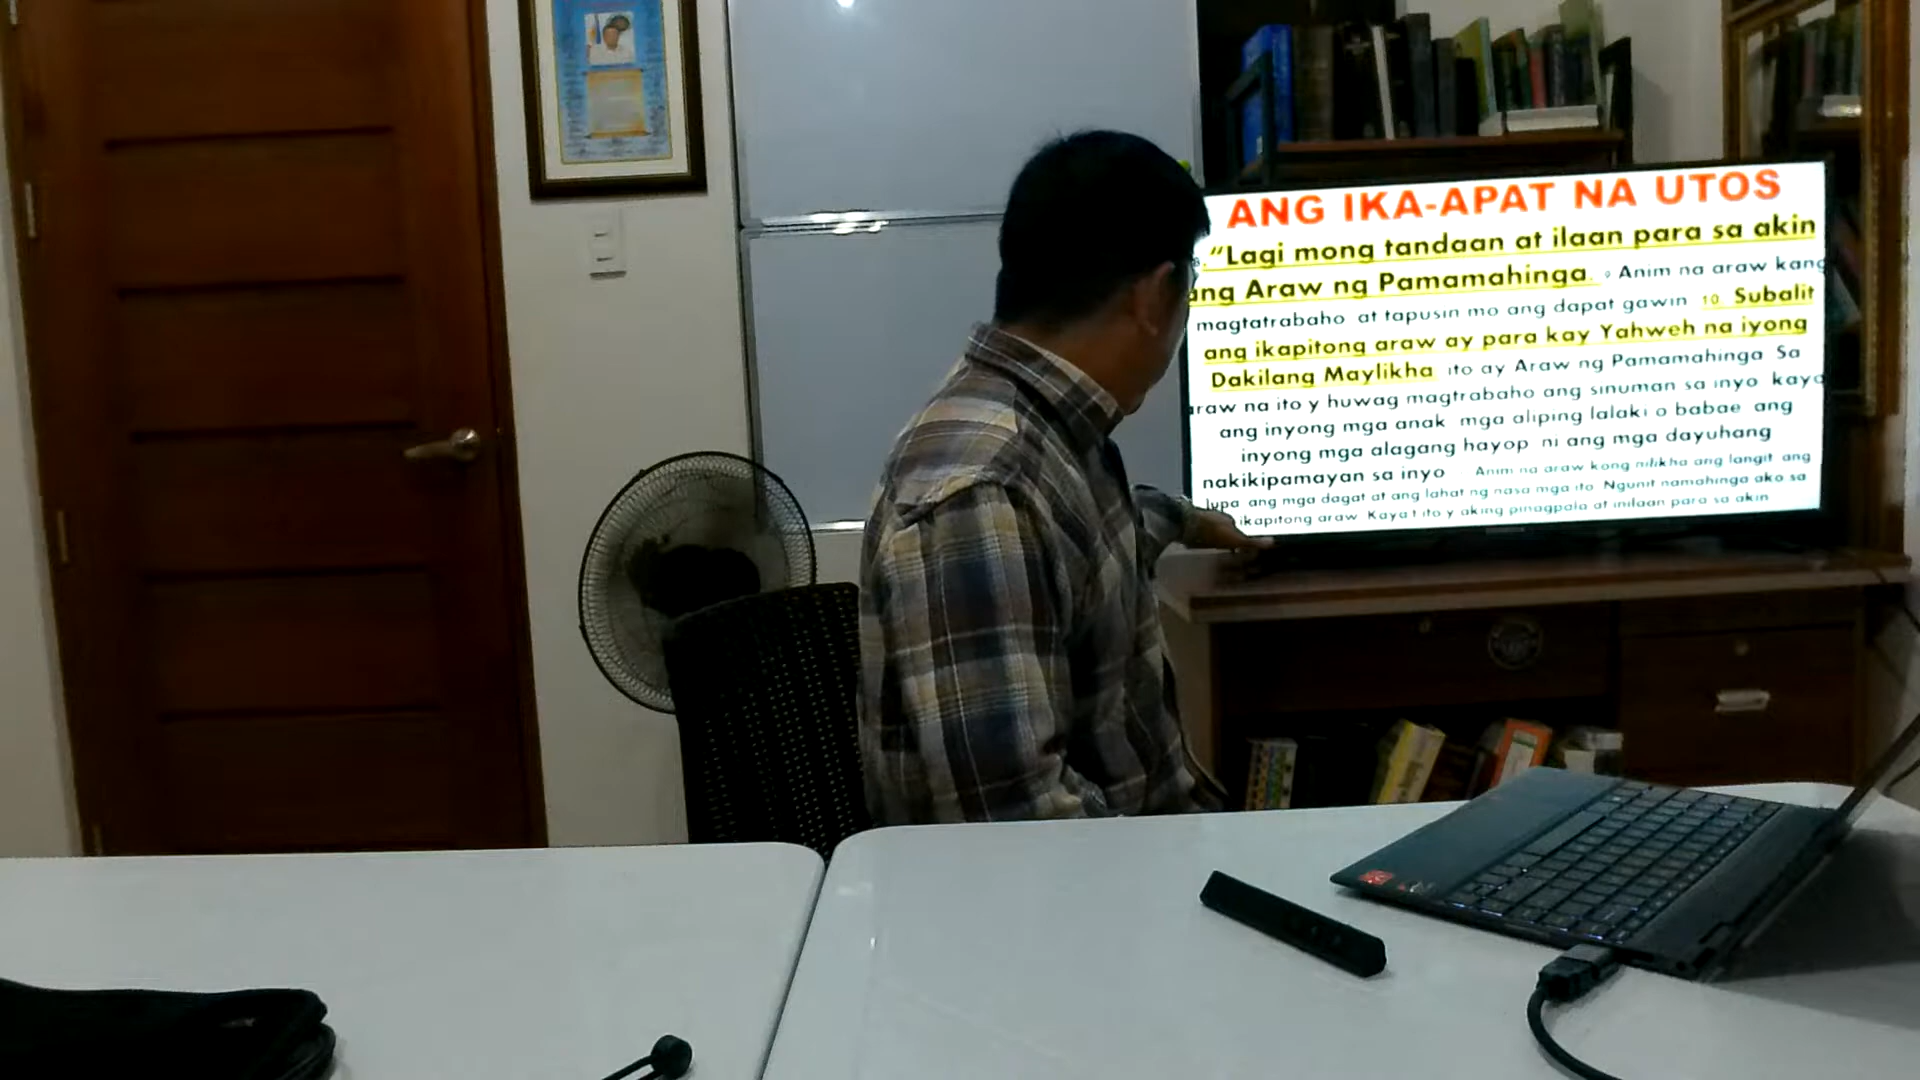 ANG IKA-APAT NA UTOS
8. “Lagi mong tandaan at ilaan para sa akin
ang Araw ng Pamamahinga. 9 Anim na araw kang
magtatrabaho at tapusin mo ang dapat gawin 10 Subalit
ang ikapitong araw ay para kay Yahweh na iyong
Dakilang Maylikha ito ay Araw ng Pamamahinga Sa
araw na ito y huwag magtrabaho ang sinuman sa inyo kayo
ang inyong mga anak mga aliping lalaki o babae ang
inyong mga alagang hayop ni ang mga dayuhang
nakikipamayan sa inyo Anim na araw kong nilikha ang langit ang
lupa ang mga dagat at ang lahat ng nasa mga ito Ngunit namahinga ako sa
ikapitong araw Kaya t ito y aking pinagpala at inilaan para sa akin